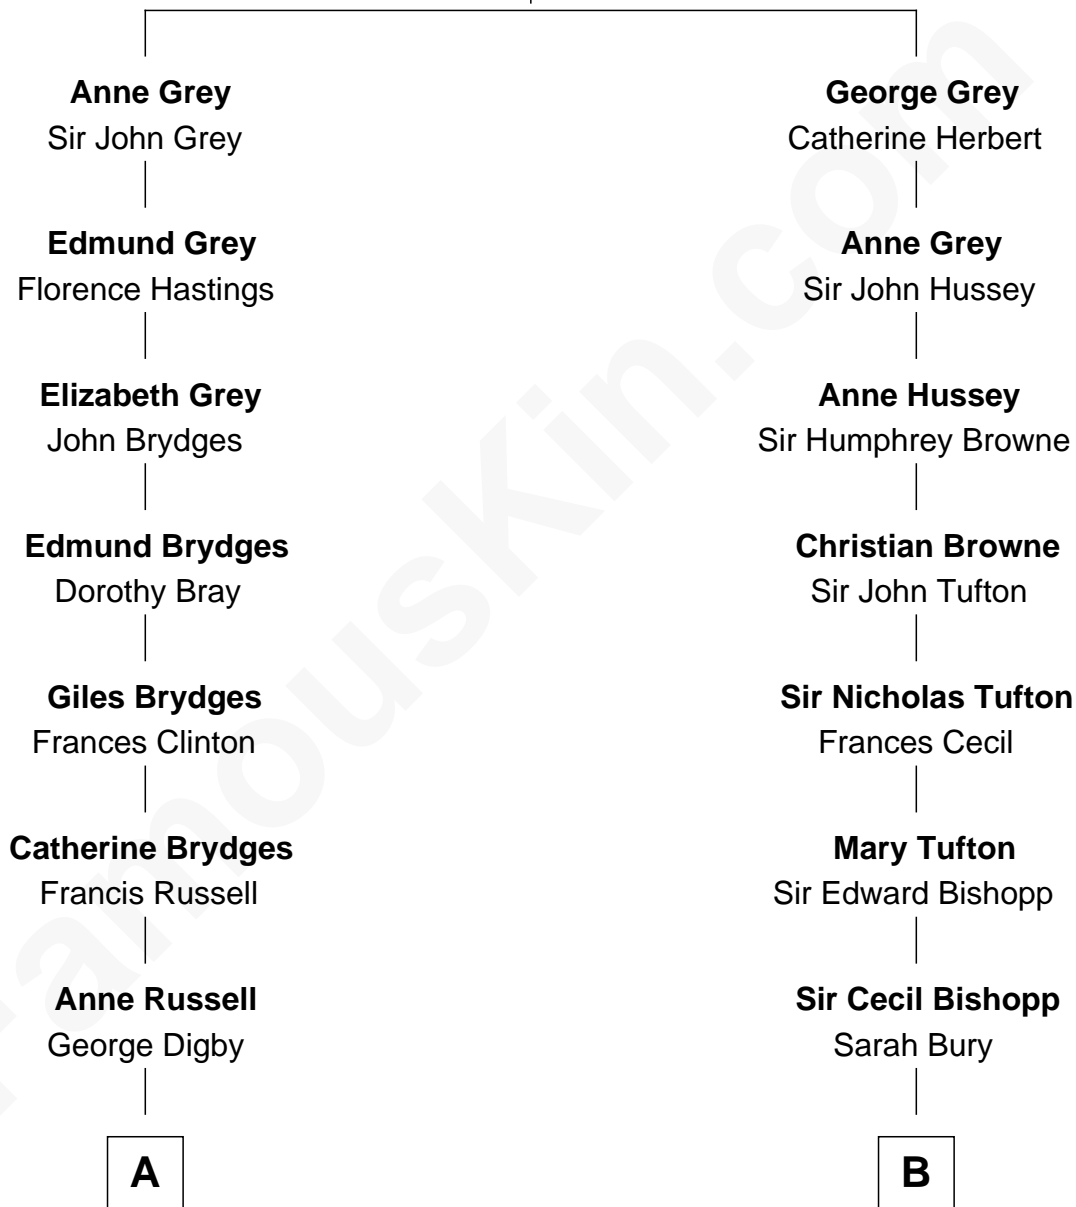 Anne Grey
Sir John Grey
George Grey
Catherine Herbert
Edmund Grey
Florence Hastings
Anne Grey
Sir John Hussey
Elizabeth Grey
John Brydges
Anne Hussey
Sir Humphrey Browne
Edmund Brydges
Dorothy Bray
Christian Browne
Sir John Tufton
Giles Brydges
Frances Clinton
Sir Nicholas Tufton
Frances Cecil
Catherine Brydges
Francis Russell
Mary Tufton
Sir Edward Bishopp
Anne Russell
George Digby
Sir Cecil Bishopp
Sarah Bury
A
B
FamousKin.com